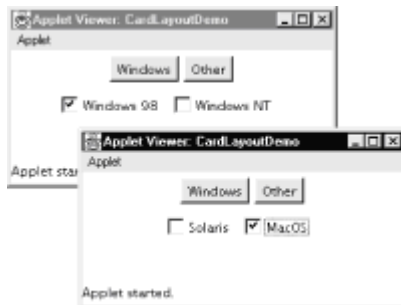 Applet Viewer: CardLayoutDemo
Applet
Windows Other
Windows 98 Windows NT
Applet star
Applet Viewer: CardLayoutDemo
Applet
Windows Other
Solaris MacOS
Applet started.